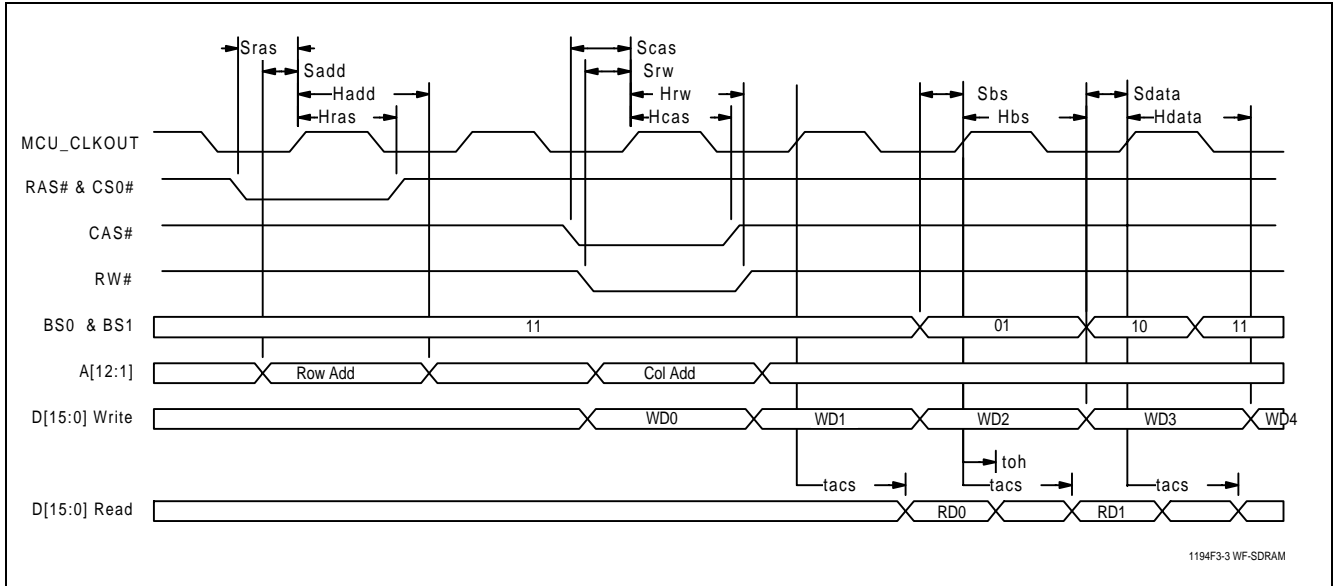 Sras Scas
Sadd Srw
Hadd Hrw Sbs Sdata
Hras Hcas Hbs Hdata
MCU_CLKOUT
RAS# & CS0#
CAS#
RW#
BS0 & BS1 11 01 10 11
A[12:1] Row Add Col Add
D[15:0] Write WD0 WD1 WD2 WD3 WD4
toh
tacs tacs tacs
D[15:0] Read RD0 RD1
1194F3-3 WF-SDRAM